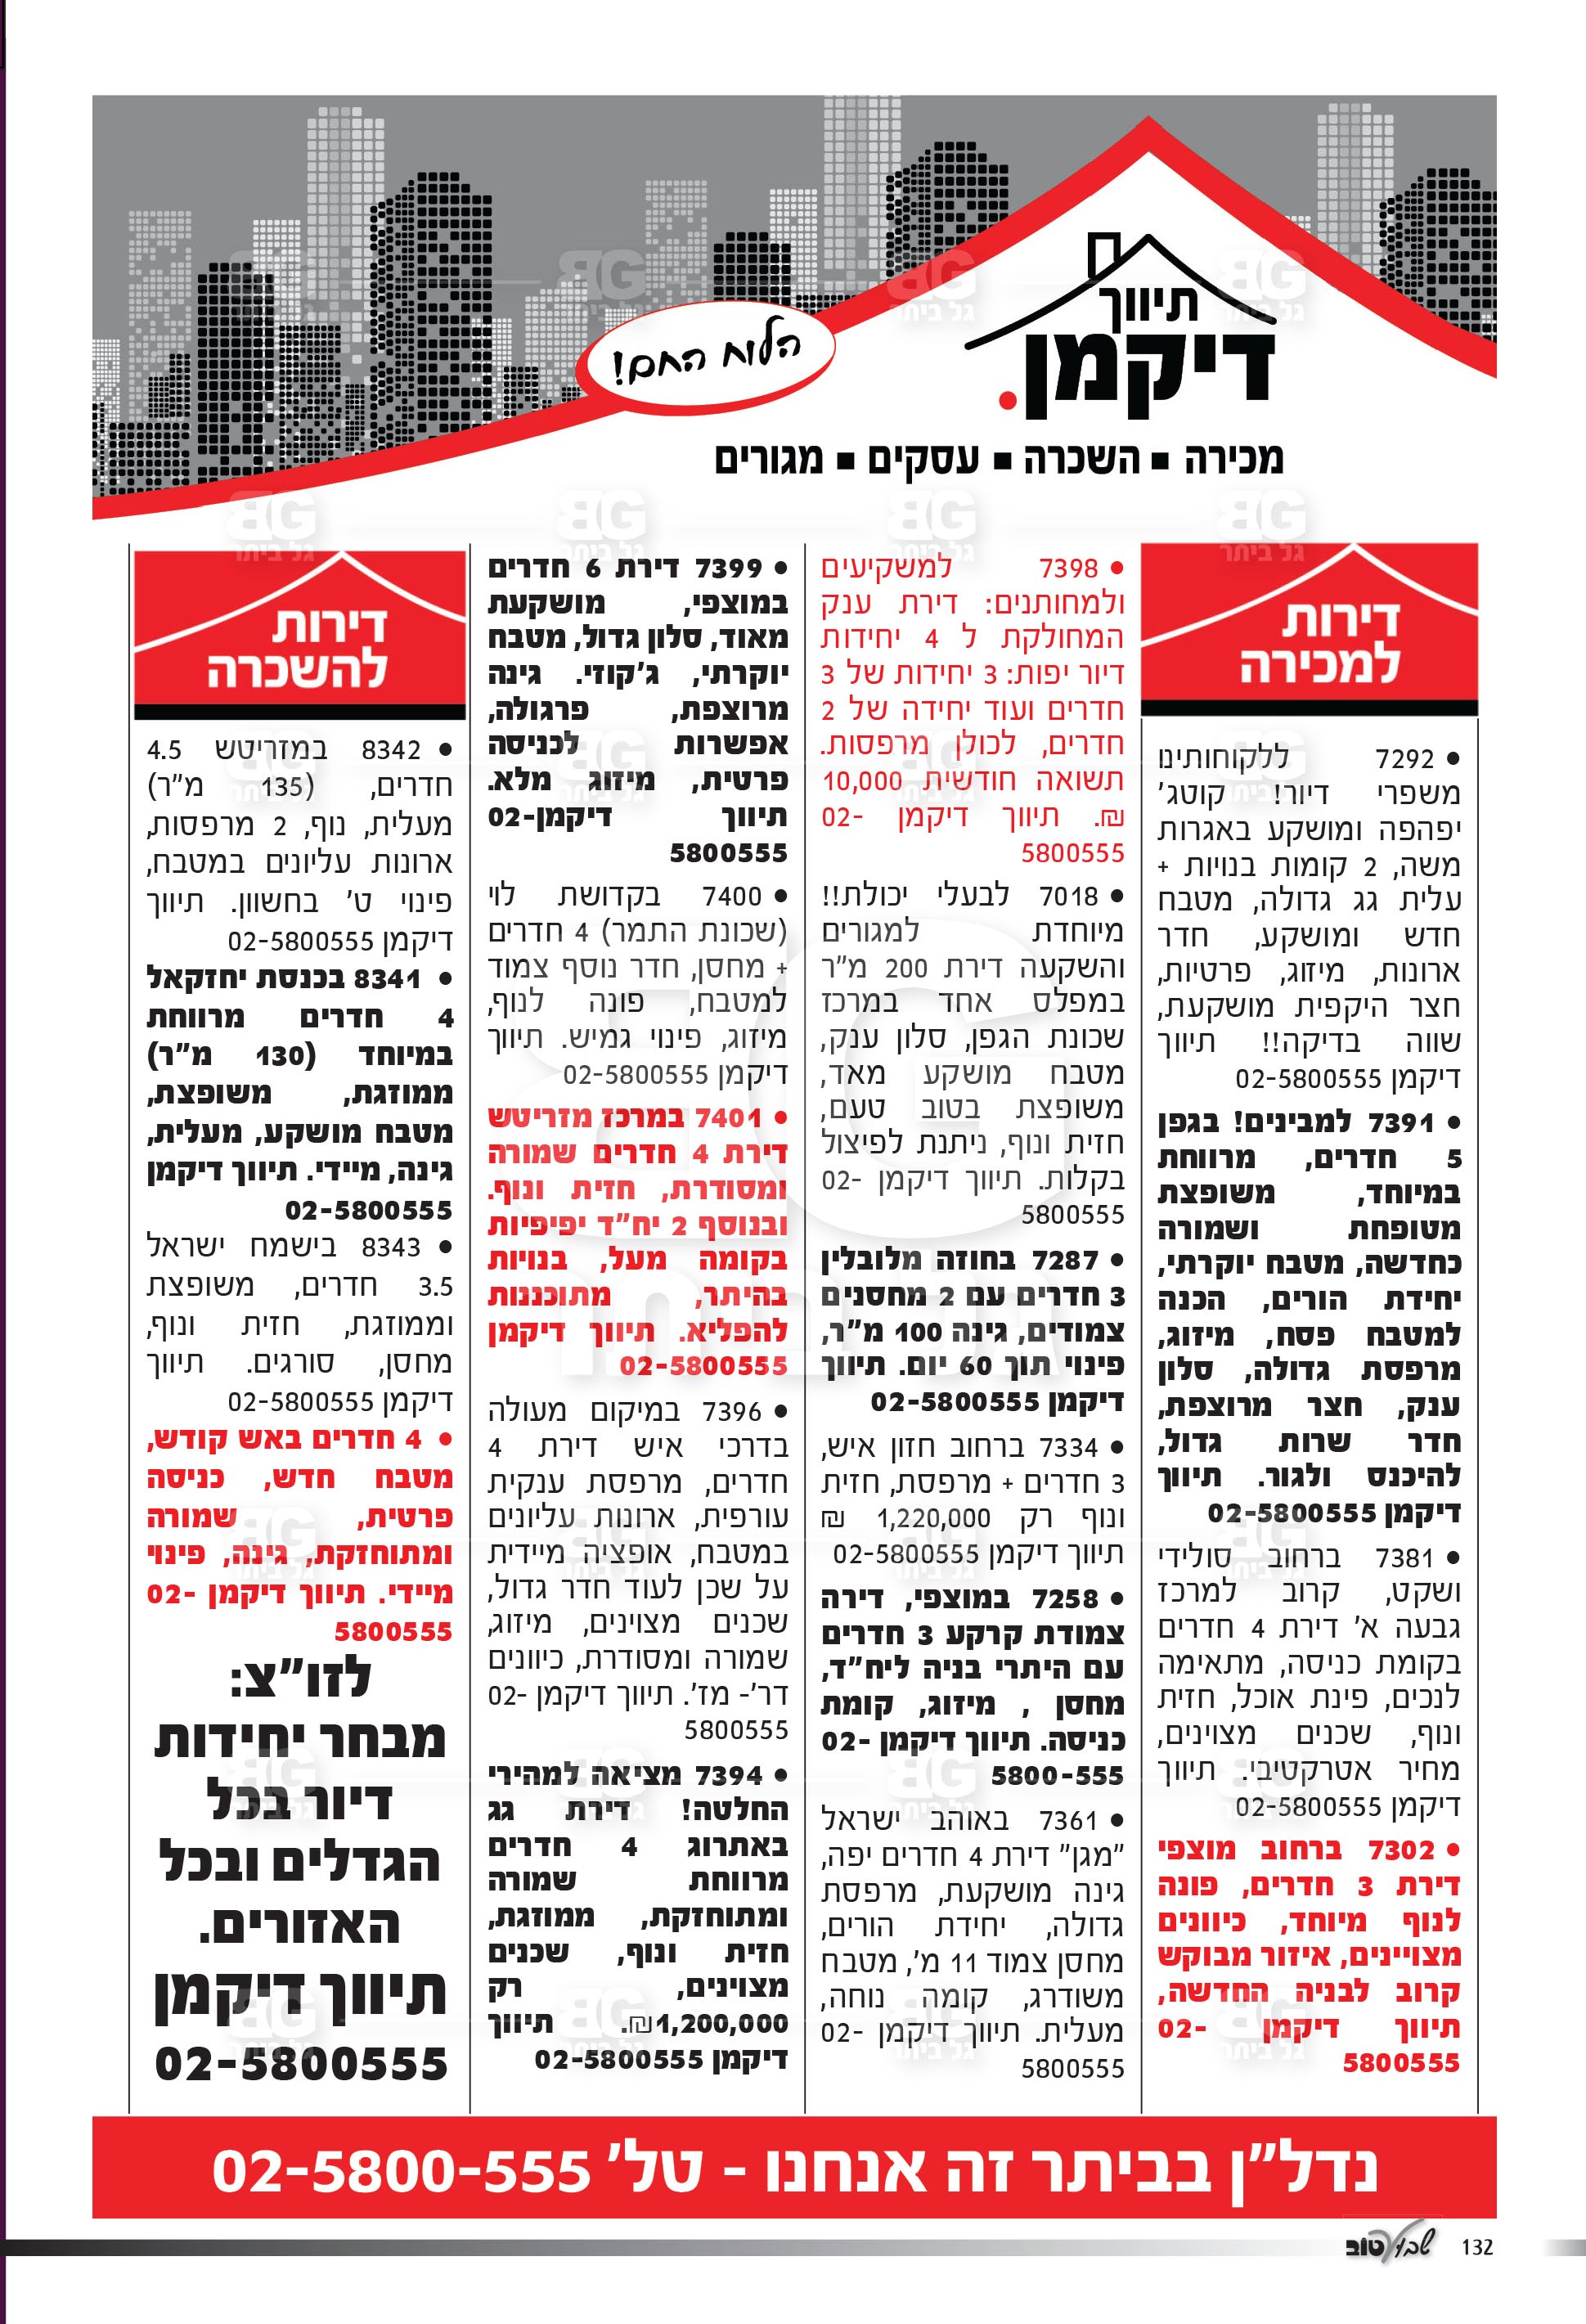 תיווך
דיקמן.
הלוח החם!
מכירה ▪ השכרה ▪ עסקים ▪ מגורים
דירות
למכירה
• 7292 ללקוחותינו
משפרי דיור! קוטג'
יפהפה ומושקע באגרות
משה, 2 קומות בנויות +
עלית גג גדולה, מטבח
חדש ומושקע, חדר
ארונות, מיזוג, פרטיות,
חצר היקפית מושקעת,
שווה בדיקה!! תיווך
דיקמן 02-5800555
• 7391 למבינים! בגפן
5 חדרים, מרווחת
במיוחד, משופצת
מטופחת ושמורה
כחדשה, מטבח יוקרתי,
יחידת הורים, הכנה
למטבח פסח, מיזוג,
מרפסת גדולה, סלון
ענק, חצר מרוצפת,
חדר שרות גדול,
להיכנס ולגור. תיווך
דיקמן 02-5800555
• 7381 ברחוב סולידי
ושקט, קרוב למרכז
גבעה א' דירת 4 חדרים
בקומת כניסה, מתאימה
לנכים, פינת אוכל, חזית
ונוף, שכנים מצוינים,
מחיר אטרקטיבי. תיווך
דיקמן 02-5800555
• 7302 ברחוב מוצפי
דירת 3 חדרים, פונה
לנוף מיוחד, כיוונים
מצויינים, איזור מבוקש
קרוב לבניה החדשה,
תיווך דיקמן 02-
5800555
• 7398 למשקיעים
ולמחותנים: דירת ענק
המחולקת ל 4 יחידות
דיור יפות: 3 יחידות של 3
חדרים ועוד יחידה של 2
חדרים, לכולן מרפסות.
תשואה חודשית 10,000
₪. תיווך דיקמן 02-
5800555
• 7018 לבעלי יכולת!!
מיוחדת למגורים
והשקעה דירת 200 מ"ר
במפלס אחד במרכז
שכונת הגפן, סלון ענק,
מטבח מושקע מאד,
משופצת בטוב טעם,
חזית ונוף, ניתנת לפיצול
בקלות. תיווך דיקמן 02-
5800555
• 7287 בחוזה מלובלין
3 חדרים עם 2 מחסנים
צמודים, גינה 100 מ"ר,
פינוי תוך 60 יום. תיווך
דיקמן 02-5800555
• 7334 ברחוב חזון איש,
3 חדרים + מרפסת, חזית
ונוף רק 1,220,000 ₪
תיווך דיקמן 02-5800555
• 7258 במוצפי, דירה
צמודת קרקע 3 חדרים
עם היתרי בניה ליח"ד,
מחסן , מיזוג, קומת
כניסה. תיווך דיקמן 02-
5800-555
• 7361 באוהב ישראל
"מגן" דירת 4 חדרים יפה,
גינה מושקעת, מרפסת
גדולה, יחידת הורים,
מחסן צמוד 11 מ', מטבח
משודרג, קומה נוחה,
מעלית. תיווך דיקמן 02-
5800555
• 7399 דירת 6 חדרים
במוצפי, מושקעת
מאוד, סלון גדול, מטבח
יוקרתי, ג'קוזי. גינה
מרוצפת, פרגולה,
אפשרות לכניסה
פרטית, מיזוג מלא.
תיווך דיקמן-02
5800555
• 7400 בקדושת לוי
(שכונת התמר) 4 חדרים
+ מחסן, חדר נוסף צמוד
למטבח, פונה לנוף,
מיזוג, פינוי גמיש. תיווך
דיקמן 02-5800555
• 7401 במרכז מזריטש
דירת 4 חדרים שמורה
ומסודרת, חזית ונוף.
ובנוסף 2 יח"ד יפיפיות
בקומה מעל, בנויות
בהיתר, מתוכננות
להפליא. תיווך דיקמן
02-5800555
• 7396 במיקום מעולה
בדרכי איש דירת 4
חדרים, מרפסת ענקית
עורפית, ארונות עליונים
במטבח, אופציה מיידית
על שכן לעוד חדר גדול,
שכנים מצוינים, מיזוג,
שמורה ומסודרת, כיוונים
דר'- מז'. תיווך דיקמן 02-
5800555
• 7394 מציאה למהירי
החלטה! דירת גג
באתרוג 4 חדרים
מרווחת שמורה
ומתוחזקת, ממוזגת,
חזית ונוף, שכנים
מצוינים, רק
1,200,000₪. תיווך
דיקמן 02-5800555
דירות
להשכרה
• 8342 במזריטש 4.5
חדרים, (135 מ"ר)
מעלית, נוף, 2 מרפסות,
ארונות עליונים במטבח,
פינוי ט' בחשוון. תיווך
דיקמן 02-5800555
• 8341 בכנסת יחזקאל
4 חדרים מרווחת
במיוחד (130 מ"ר)
ממוזגת, משופצת,
מטבח מושקע, מעלית,
גינה, מיידי. תיווך דיקמן
02-5800555
• 8343 בישמח ישראל
3.5 חדרים, משופצת
וממוזגת, חזית ונוף,
מחסן, סורגים. תיווך
דיקמן 02-5800555
• 4 חדרים באש קודש,
מטבח חדש, כניסה
פרטית, שמורה
ומתוחזקת, גינה, פינוי
מיידי. תיווך דיקמן 02-
5800555
לזו"צ:
מבחר יחידות
דיור בכל
הגדלים ובכל
האזורים.
תיווך דיקמן
02-5800555
נדל"ן בביתר זה אנחנו - טל' 02-5800-555
132 שבוע טוב
BG
גל ביתר